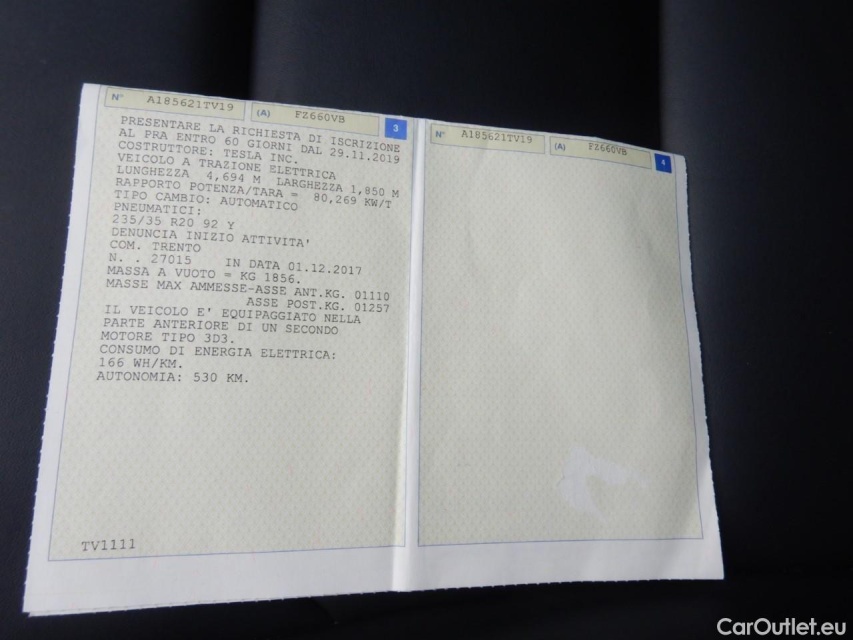 N° A185621TV19 (A) FZ660VB 3
PRESENTARE LA RICHIESTA DI ISCRIZIONE
AL PRA ENTRO 60 GIORNI DAL 29.11.2019
COSTRUTTORE: TESLA INC.
VEICOLO A TRAZIONE ELETTRICA
LUNGHEZZA 4,694 M LARGHEZZA 1,850 M
RAPPORTO POTENZA/TARA = 80,269 KW/T
TIPO CAMBIO: AUTOMATICO
PNEUMATICI:
235/35 R20 92 Y
DENUNCIA INIZIO ATTIVITA'
COM. TRENTO
N. . 27015 IN DATA 01.12.2017
MASSA A VUOTO = KG 1856.
MASSE MAX AMMESSE-ASSE ANT.KG. 01110
ASSE POST.KG. 01257
IL VEICOLO E' EQUIPAGGIATO NELLA
PARTE ANTERIORE DI UN SECONDO
MOTORE TIPO 3D3.
CONSUMO DI ENERGIA ELETTRICA:
166 WH/KM.
AUTONOMIA: 530 KM.
TV1111
N° A185621TV19 (A) FZ660VB 4
CarOutlet.eu